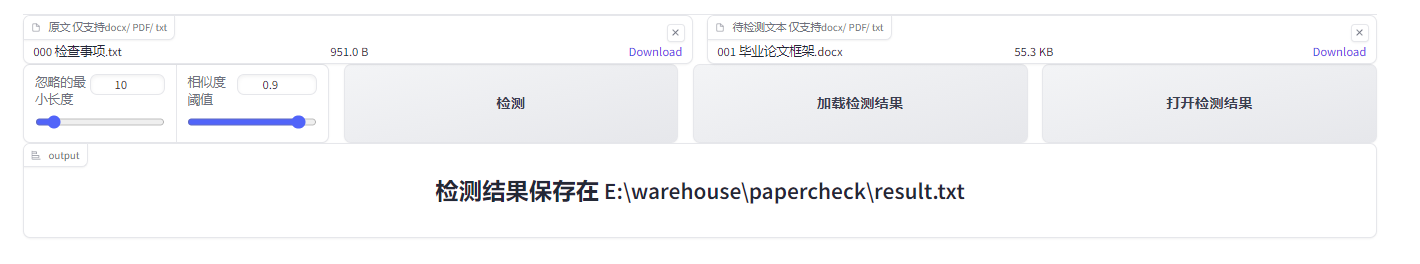 原文 仅支持docx/ PDF/ txt
000 检查事项.txt 951.0 B Download
待检测文本 仅支持docx/ PDF/ txt
001 毕业论文框架.docx 55.3 KB Download
忽略的最小长度 10
相似度阈值 0.9
检测
加载检测结果
打开检测结果
output
检测结果保存在 E:\warehouse\papercheck\result.txt